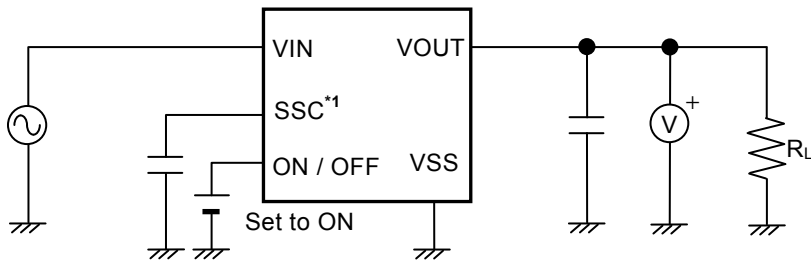 VIN VOUT
SSC*1
V +
ON / OFF VSS
RL
Set to ON